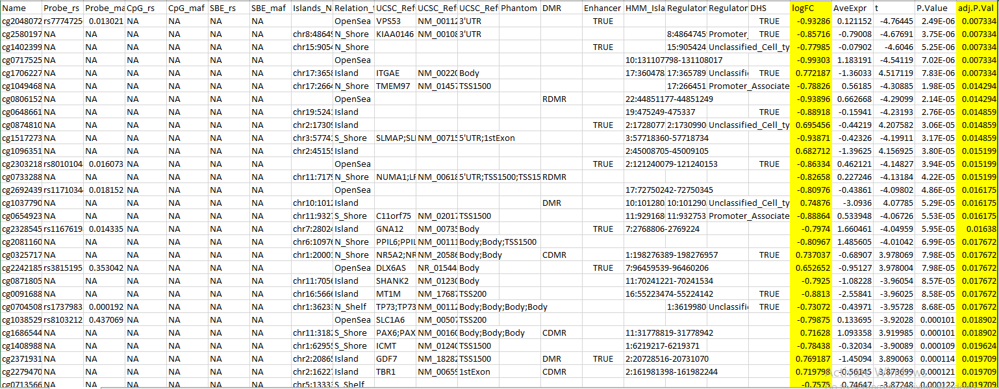 Name Probe_rs Probe_ma CpG_rs CpG_maf SBE_rs SBE_maf Islands_N Relation_ UCSC_Ref UCSC_Ref UCSC_Ref Phantom DMR Enhancer HMM_Isla Regulator Regulator DHS logFC AveExpr t P.Value adj.P.Val
cg2048072 rs7774725 0.013021 NA NA NA NA OpenSea VPS53 NM_00112 3'UTR TRUE TRUE -0.93286 0.121152 -4.76445 2.49E-06 0.007334
cg2580197 NA NA NA NA NA NA chr8:48649 N_Shore KIAA0146 NM_00108 3'UTR 8:4864745 Promoter_ TRUE -0.85716 -0.79008 -4.67691 3.75E-06 0.007334
cg1402399 NA NA NA NA NA NA chr15:9054 N_Shore TRUE 15:905424 Unclassified_Cell_ty -0.77985 -0.07902 -4.6046 5.25E-06 0.007334
cg0717525 NA NA NA NA NA NA OpenSea 10:131107798-131108017 -0.99303 1.183191 -4.54119 7.02E-06 0.007334
cg1706227 NA NA NA NA NA NA chr17:3658 Island ITGAE NM_00220 Body 17:360478 17:365789 Unclassifi TRUE 0.772187 -1.36033 4.517119 7.83E-06 0.007334
cg1049468 NA NA NA NA NA NA chr17:2664 N_Shore TMEM97 NM_01457 TSS1500 17:266451 Promoter_Associate -0.78826 0.56185 -4.30885 1.98E-05 0.014294
cg0806152 NA NA NA NA NA NA OpenSea RDMR 22:44851177-44851249 -0.93896 0.662668 -4.29099 2.14E-05 0.014294
cg0648661 NA NA NA NA NA NA chr19:5241 Island 19:475249-475337 TRUE -0.88918 -0.15941 -4.23193 2.76E-05 0.014859
cg0874810 NA NA NA NA NA NA chr2:17309 Island TRUE 2:1728077 2:1730990 Unclassified_Cell_ty 0.695456 -0.44219 4.207582 3.06E-05 0.014859
cg1517273 NA NA NA NA NA NA chr3:57741 S_Shore SLMAP;SLI NM_00715 5'UTR;1stExon 3:57718360-57718734 -0.93871 -0.42326 -4.19911 3.17E-05 0.014859
cg1096351 NA NA NA NA NA NA chr2:45155 Island 2:45008705-45009105 0.682712 -1.39625 4.156925 3.80E-05 0.015199
cg2303218 rs8010104 0.016073 NA NA NA NA OpenSea TRUE 2:121240079-121240153 TRUE -0.86334 0.462121 -4.14827 3.94E-05 0.015199
cg0733288 NA NA NA NA NA NA chr11:7179 N_Shore NUMA1;LF NM_00618 5'UTR;TSS1500;TSS15 RDMR -0.82658 0.227246 -4.13184 4.22E-05 0.015199
cg2692439 rs1171034 0.018152 NA NA NA NA OpenSea 17:72750242-72750345 -0.80976 -0.43861 -4.09802 4.86E-05 0.016175
cg1037790 NA NA NA NA NA NA chr10:1012 Island DMR 10:101280 10:101290 Unclassified_Cell_ty 0.74876 -3.0936 4.07785 5.29E-05 0.016175
cg0654923 NA NA NA NA NA NA chr11:9327 S_Shore C11orf75 NM_02017 TSS1500 11:929168 11:932753 Promoter_Associate -0.88864 0.533948 -4.06726 5.53E-05 0.016175
cg2328545 rs1167619 0.014335 NA NA NA NA chr7:28024 Island GNA12 NM_00735 Body TRUE 7:2768806-2769224 -0.7974 1.660461 -4.04959 5.95E-05 0.01638
cg2081160 NA NA NA NA NA NA chr6:10976 N_Shore PPIL6;PPIL NM_00111 Body;Body;TSS1500 -0.80967 1.485605 -4.01042 6.99E-05 0.017672
cg0325717 NA NA NA NA NA NA chr1:2000 N_Shore NR5A2;NR NM_20586 Body;Body CDMR 1:198276389-198276957 TRUE 0.737037 -0.68907 3.978069 7.98E-05 0.017672
cg2242185 rs3815195 0.353042 NA NA NA NA OpenSea DLX6AS NR_01544 Body TRUE 7:96459539-96460206 0.652652 -0.95127 3.978004 7.98E-05 0.017672
cg0871805 NA NA NA NA NA NA chr11:7056 Island SHANK2 NM_01230 Body 11:70241221-70241534 -0.7925 -1.08228 -3.96054 8.57E-05 0.017672
cg0091688 NA NA NA NA NA NA chr16:5666 Island MT1M NM_17687 TSS200 16:55223474-55224142 TRUE -0.8813 -2.55841 -3.96025 8.58E-05 0.017672
cg0704508 rs1737983 0.000192 NA NA NA NA chr1:36233 N_Shelf TP73;TP73 NM_00112 Body;Body;Body;Body 1:3619980 Unclassifi TRUE -0.73072 -0.43971 -3.95728 8.68E-05 0.017672
cg1038529 rs8103212 0.437069 NA NA NA NA OpenSea SLC1A6 NM_00507 TSS200 -0.79875 0.133695 -3.92028 0.000101 0.018902
cg1686544 NA NA NA NA NA NA chr11:3182 S_Shore PAX6;PAX NM_00160 Body;Body;Body CDMR 11:31778819-31778942 0.71628 1.093358 3.919985 0.000101 0.018902
cg1408988 NA NA NA NA NA NA chr1:62955 S_Shore ICMT NM_01240 TSS1500 1:6219217-6219371 -0.78438 -0.32034 -3.90089 0.000109 0.019624
cg2371931 NA NA NA NA NA NA chr2:20865 Island GDF7 NM_18282 TSS1500 DMR TRUE 2:20728516-20731070 0.769187 -1.45094 3.890063 0.000114 0.019709
cg2279470 NA NA NA NA NA NA chr2:16227 Island TBR1 NM_00659 1stExon CDMR 2:161981398-161982244 0.719798 -0.56145 3.873699 0.000121 0.019709
cg0713566 NA NA NA NA NA NA chr5:13333 S_Shelf -0.7575 0.74647 -3.87248 0.000122 0.019709
Activate Windows